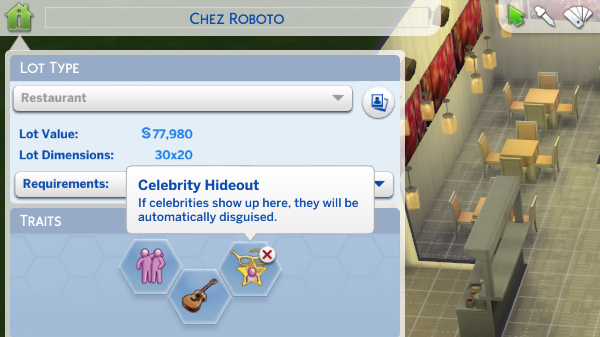 Chez Roboto
Lot Type
Restaurant
Lot Value: §77,980
Lot Dimensions: 30x20
Requirements:
Celebrity Hideout
If celebrities show up here, they will be
automatically disguised.
Traits